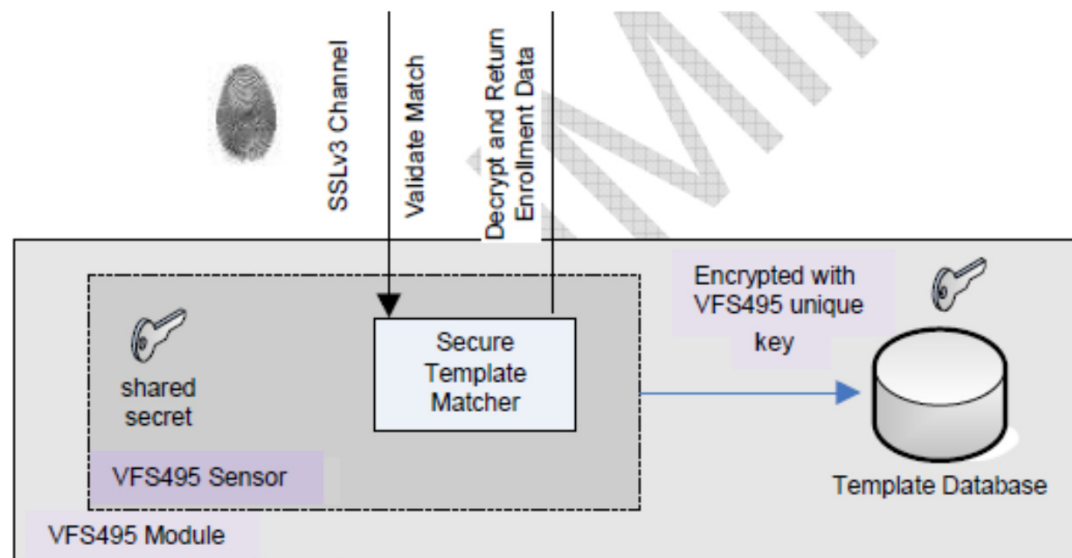 SSLv3 Channel
Validate Match
Decrypt and Return
Enrollment Data
Encrypted with
VFS495 unique
key
Secure
Template
Matcher
shared
secret
VFS495 Sensor
Template Database
VFS495 Module